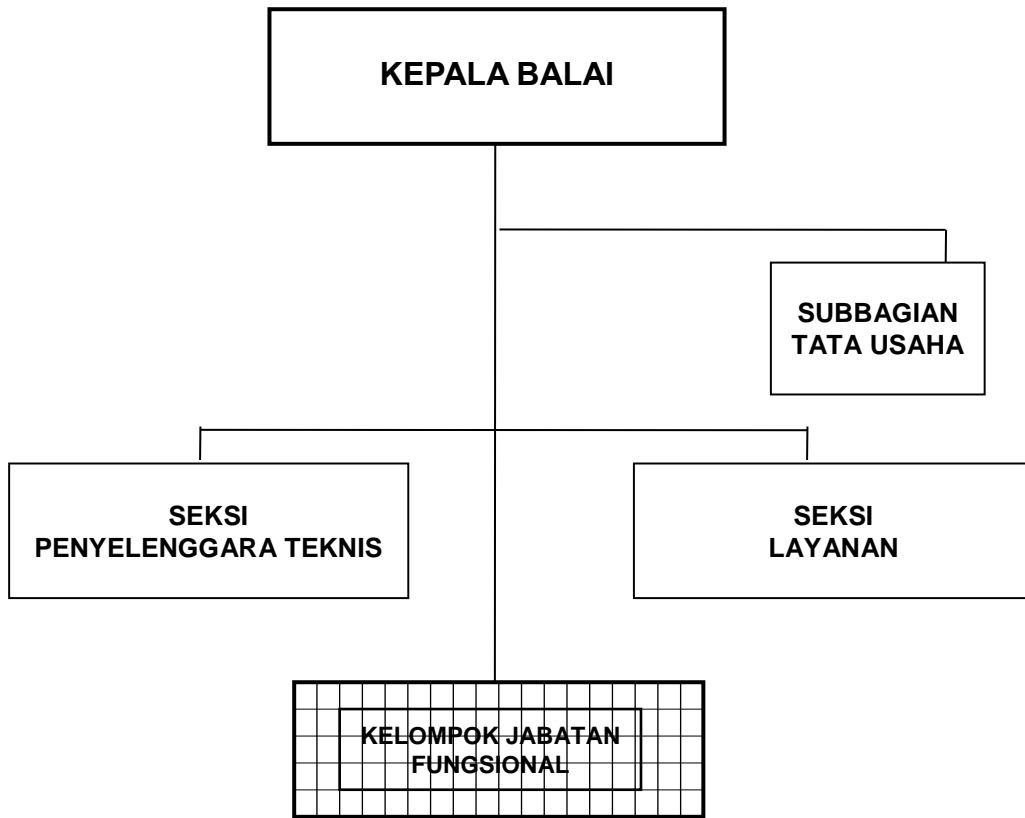 KEPALA BALAI
SUBBAGIAN
TATA USAHA
SEKSI
PENYELENGGARA TEKNIS
SEKSI
LAYANAN
KELOMPOK JABATAN
FUNGSIONAL